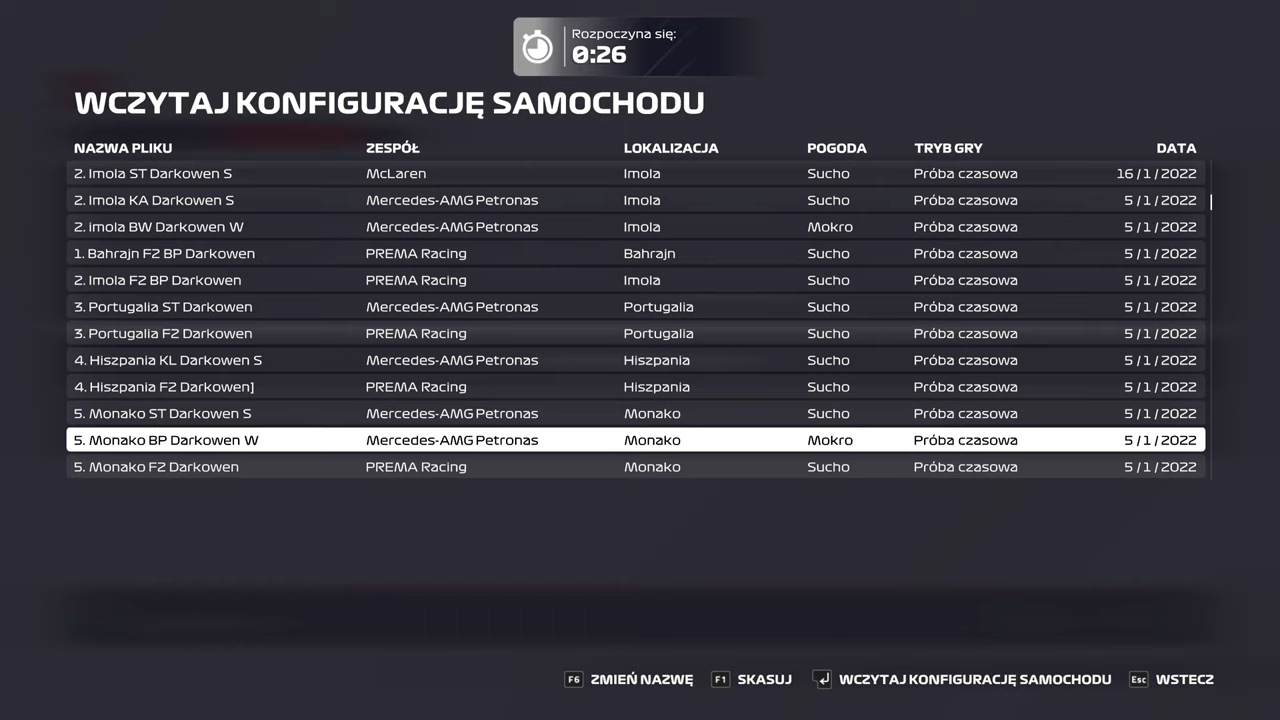 Rozpoczyna się:
0:26
WCZYTAJ KONFIGURACJĘ SAMOCHODU
NAZWA PLIKU ZESPÓŁ LOKALIZACJA POGODA TRYB GRY DATA
2. Imola ST Darkowen S McLaren Imola Sucho Próba czasowa 16/1/2022
2. Imola KA Darkowen S Mercedes-AMG Petronas Imola Sucho Próba czasowa 5/1/2022
2. Imola BW Darkowen W Mercedes-AMG Petronas Imola Mokro Próba czasowa 5/1/2022
1. Bahrajn F2 BP Darkowen PREMA Racing Bahrajn Sucho Próba czasowa 5/1/2022
2. Imola F2 BP Darkowen PREMA Racing Imola Sucho Próba czasowa 5/1/2022
3. Portugalia ST Darkowen Mercedes-AMG Petronas Portugalia Sucho Próba czasowa 5/1/2022
3. Portugalia F2 Darkowen PREMA Racing Portugalia Sucho Próba czasowa 5/1/2022
4. Hiszpania KL Darkowen S Mercedes-AMG Petronas Hiszpania Sucho Próba czasowa 5/1/2022
4. Hiszpania F2 Darkowen] PREMA Racing Hiszpania Sucho Próba czasowa 5/1/2022
5. Monako ST Darkowen S Mercedes-AMG Petronas Monako Sucho Próba czasowa 5/1/2022
5. Monako BP Darkowen W Mercedes-AMG Petronas Monako Mokro Próba czasowa 5/1/2022
5. Monako F2 Darkowen PREMA Racing Monako Sucho Próba czasowa 5/1/2022
F6 ZMIEŃ NAZWĘ F1 SKASUJ WCZYTAJ KONFIGURACJĘ SAMOCHODU Esc WSTECZ